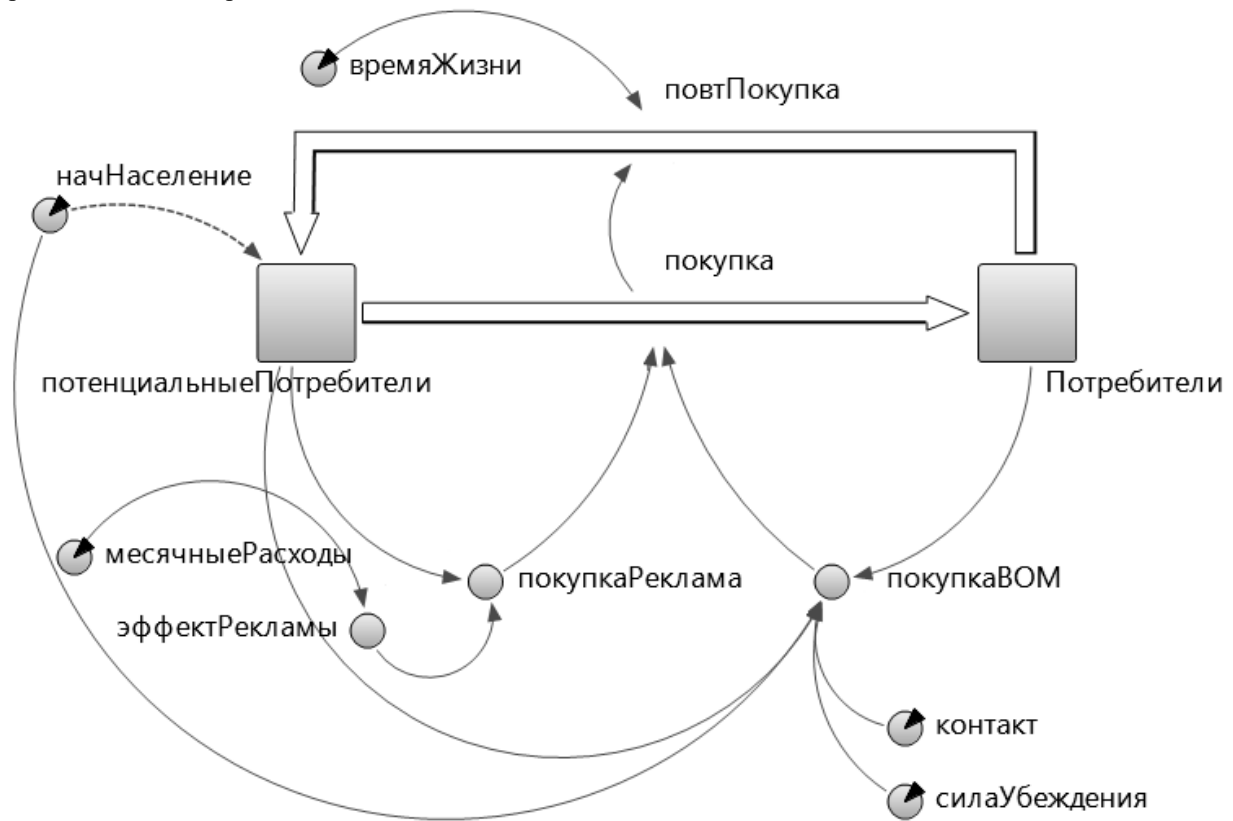 времяЖизни
повтПокупка
начНаселение
покупка
потенциальныеПотребители
Потребители
месячныеРасходы
покупкаРеклама
покупкаВОМ
эффектРекламы
контакт
силаУбеждения